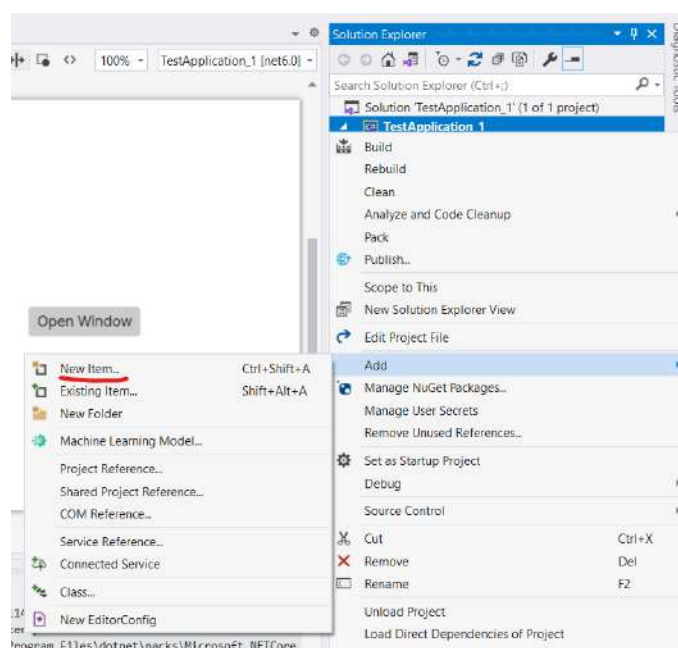 Solution Explorer
100%
TestApplication_1 [net6.0]
Search Solution Explorer (Ctrl+;)
Solution 'TestApplication_1' (1 of 1 project)
TestApplication_1
Build
Rebuild
Clean
Analyze and Code Cleanup
Pack
Publish...
Scope to This
New Solution Explorer View
Edit Project File
Add
Manage NuGet Packages...
Manage User Secrets
Remove Unused References...
Set as Startup Project
Debug
Source Control
Cut Ctrl+X
Remove Del
Rename F2
Unload Project
Load Direct Dependencies of Project
Open Window
New Item... Ctrl+Shift+A
Existing Item... Shift+Alt+A
New Folder
Machine Learning Model...
Project Reference...
Shared Project Reference...
COM Reference...
Service Reference...
Connected Service
Class...
New EditorConfig
Program Files\dotnet\packs\Microsoft.NETCore
Diagnostic Tools